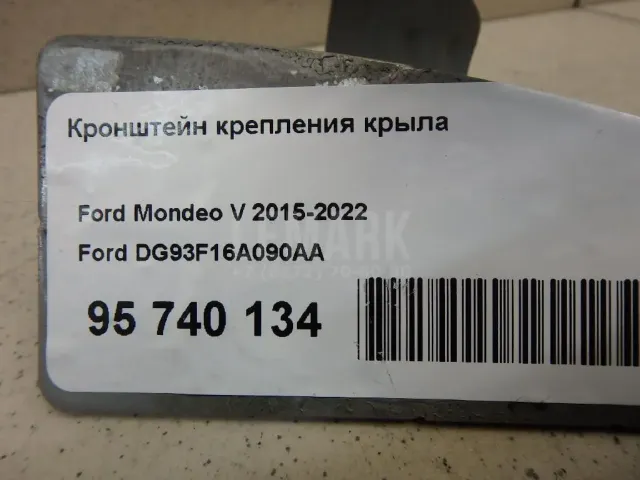 Кронштейн крепления крыла
Ford Mondeo V 2015-2022
Ford DG93F16A090AA
95 740 134